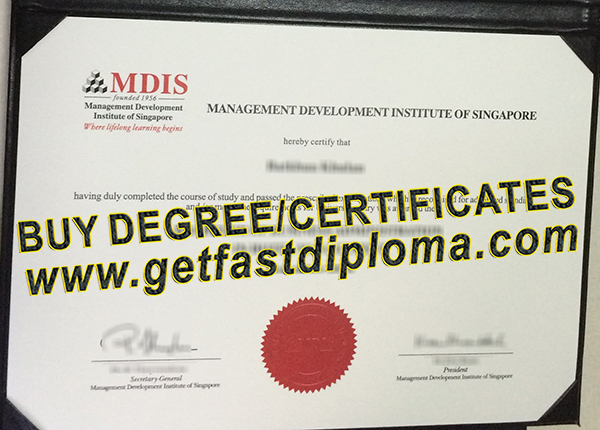 MDIS
founded 1956
Management Development
Institute of Singapore
Where lifelong learning begins
MANAGEMENT DEVELOPMENT INSTITUTE OF SINGAPORE
hereby certify that
having duly completed the course of study and passed the
BUY DEGREE/CERTIFICATES
www.getfastdiploma.com
MDIS
Secretary General
Management Development Institute of Singapore
President
Management Development Institute of Singapore